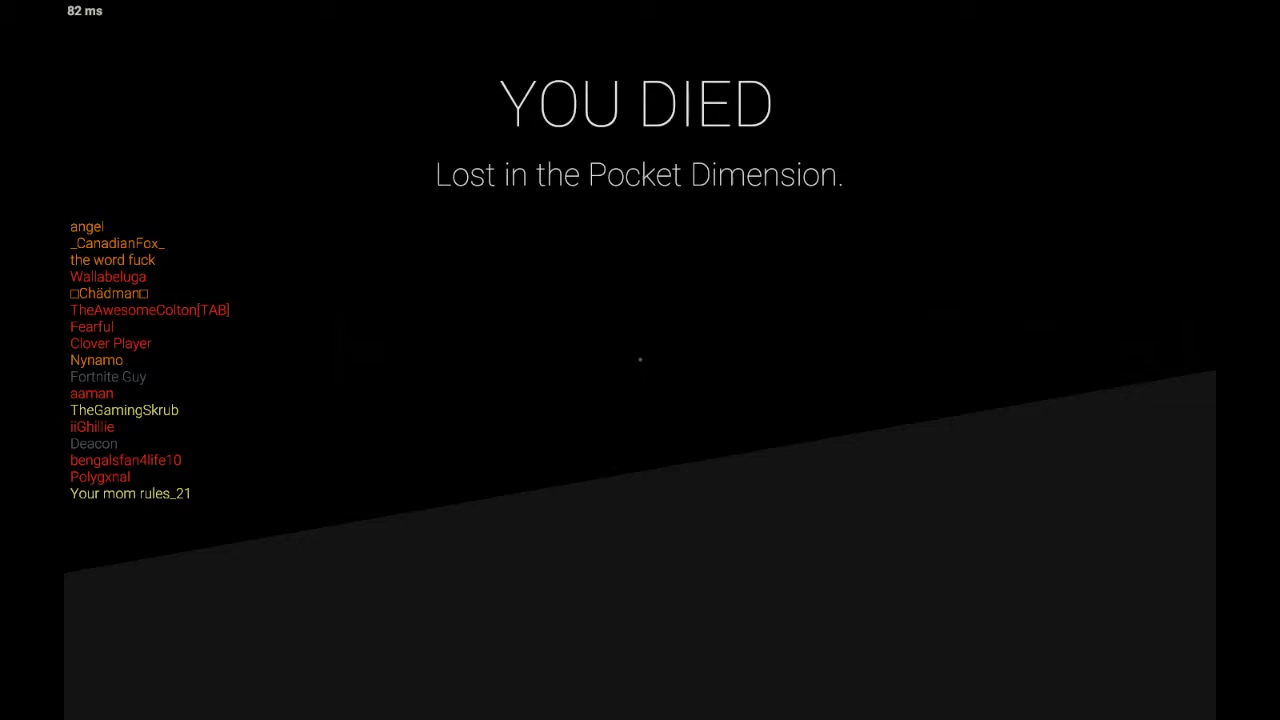 82 ms
YOU DIED
Lost in the Pocket Dimension.
angel
_CanadianFox_
the word fuck
Wallabeluga
□Chädman□
TheAwesomeColton[TAB]
Fearful
Clover Player
Nynamo
Fortnite Guy
aaman
TheGamingSkrub
iiGhillie
Deacon
bengalsfan4life10
Polygxnal
Your mom rules_21